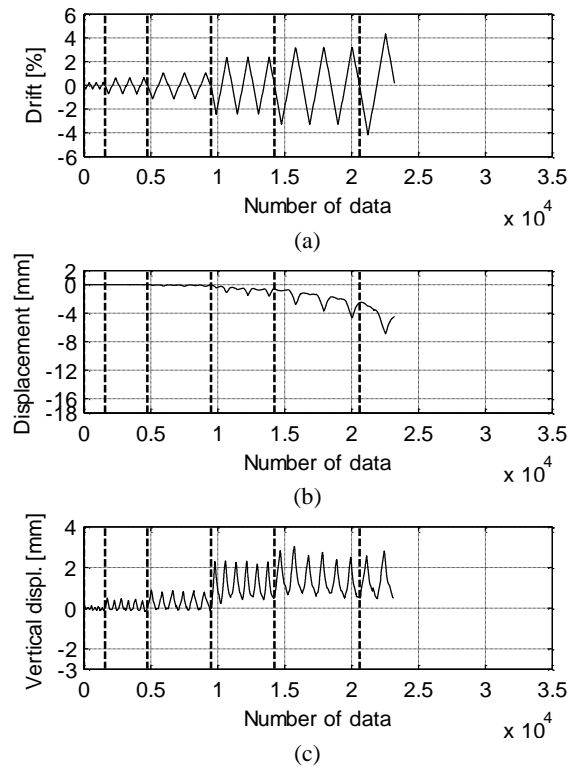 6
4
2
0
-2
-4
-6
Drift [%]
0 0.5 1 1.5 2 2.5 3 3.5
Number of data
x 10^4
(a)
2
0
-4
-8
-12
-16
-18
Displacement [mm]
0 0.5 1 1.5 2 2.5 3 3.5
Number of data
x 10^4
(b)
4
2
0
-2
-3
Vertical displ. [mm]
0 0.5 1 1.5 2 2.5 3 3.5
Number of data
x 10^4
(c)